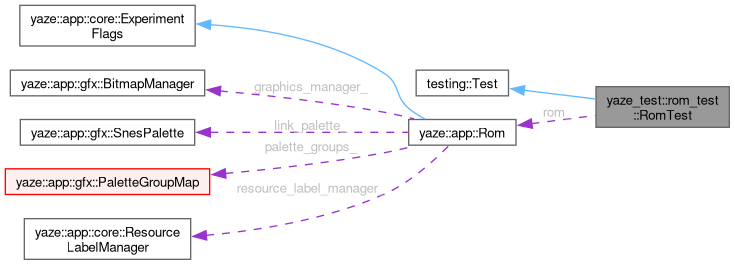 yaze::app::core::Experiment
Flags
yaze::app::gfx::BitmapManager
graphics_manager_
testing::Test
yaze_test::rom_test
::RomTest
rom_
yaze::app::gfx::SnesPalette
link_palette_
yaze::app::Rom
palette_groups_
yaze::app::gfx::PaletteGroupMap
resource_label_manager_
yaze::app::core::Resource
LabelManager